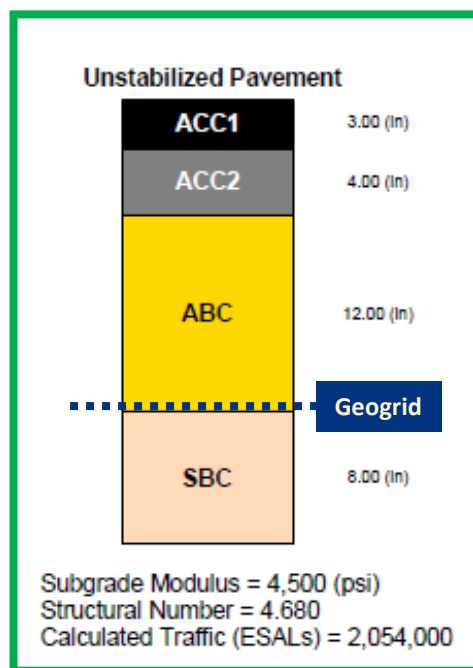 Unstabilized Pavement
ACC1 3.00 (in)
ACC2 4.00 (in)
ABC 12.00 (in)
Geogrid
SBC 8.00 (in)
Subgrade Modulus = 4,500 (psi)
Structural Number = 4.680
Calculated Traffic (ESALs) = 2,054,000